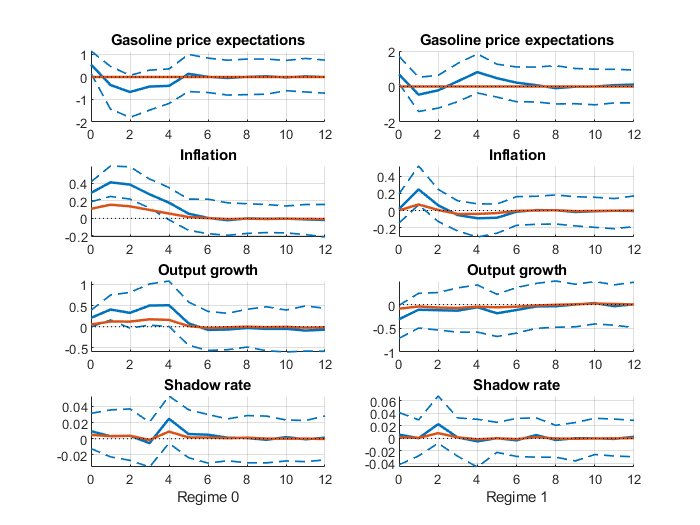 Gasoline price expectations Gasoline price expectations
1 0 -1 -2 2 0 -2
0 2 4 6 8 10 12 0 2 4 6 8 10 12
Inflation Inflation
0.4 0.2 0 -0.2 0.4 0.2 0 -0.2
0 2 4 6 8 10 12 0 2 4 6 8 10 12
Output growth Output growth
1 0.5 0 -0.5 0 -0.5 -1
0 2 4 6 8 10 12 0 2 4 6 8 10 12
Shadow rate Shadow rate
0.04 0.02 0 -0.02 0.06 0.04 0.02 0 -0.02 -0.04
0 2 4 6 8 10 12 0 2 4 6 8 10 12
Regime 0 Regime 1